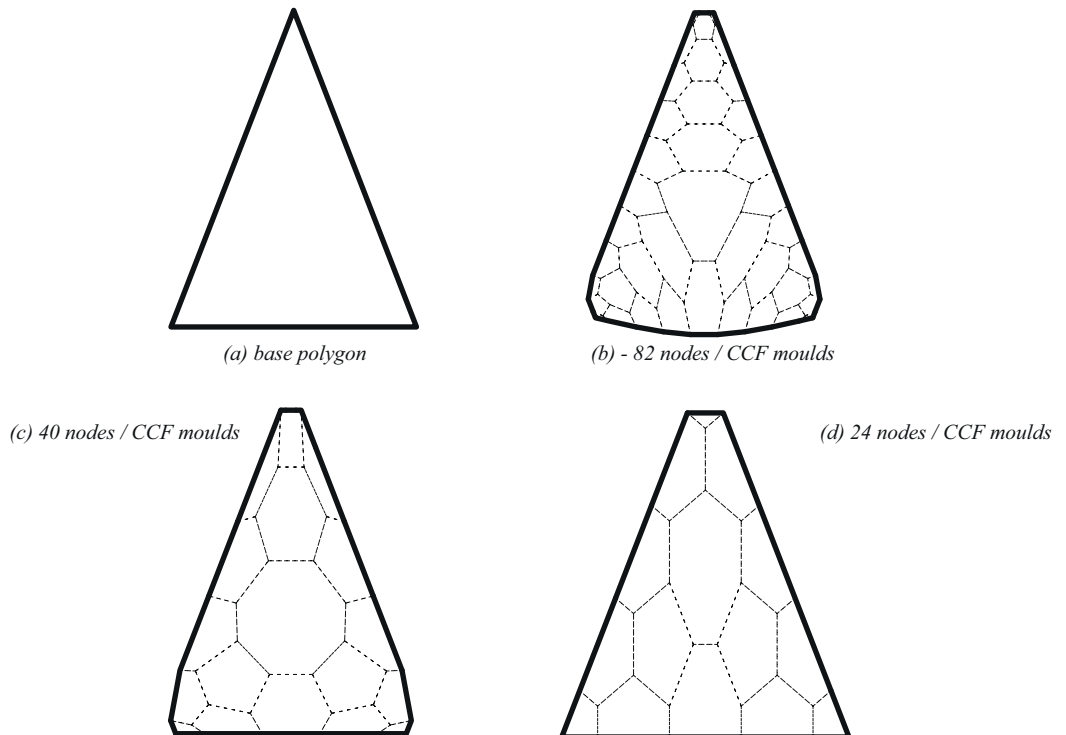 (a) base polygon
(b) - 82 nodes / CCF moulds
(c) 40 nodes / CCF moulds
(d) 24 nodes / CCF moulds